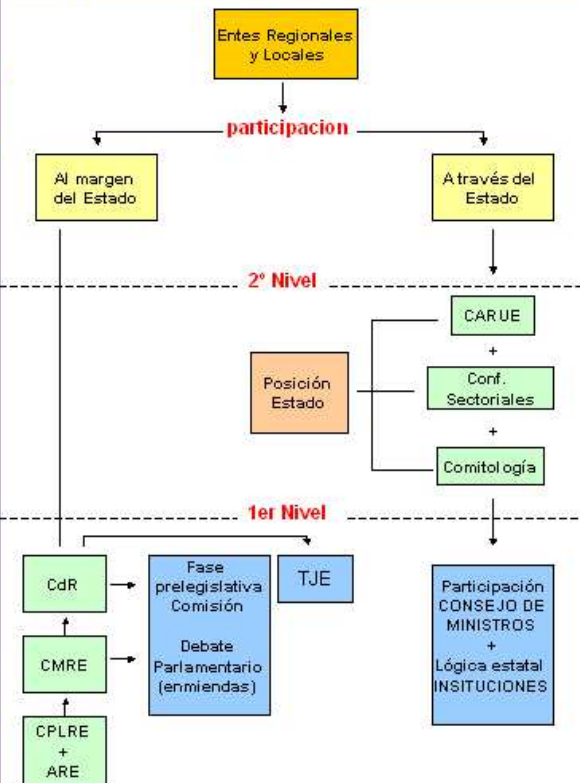 Entes Regionales
y Locales
participacion
Al margen
del Estado
A través del
Estado
2º Nivel
CARUE
+
Posición
Estado
Conf.
Sectoriales
+
Comitología
1er Nivel
CdR
Fase
prelegislativa
Comisión
TJE
Participación
CONSEJO DE
MINISTROS
+
Lógica estatal
INSITUCIONES
CMRE
Debate
Parlamentario
(enmiendas)
CPLRE
+
ARE